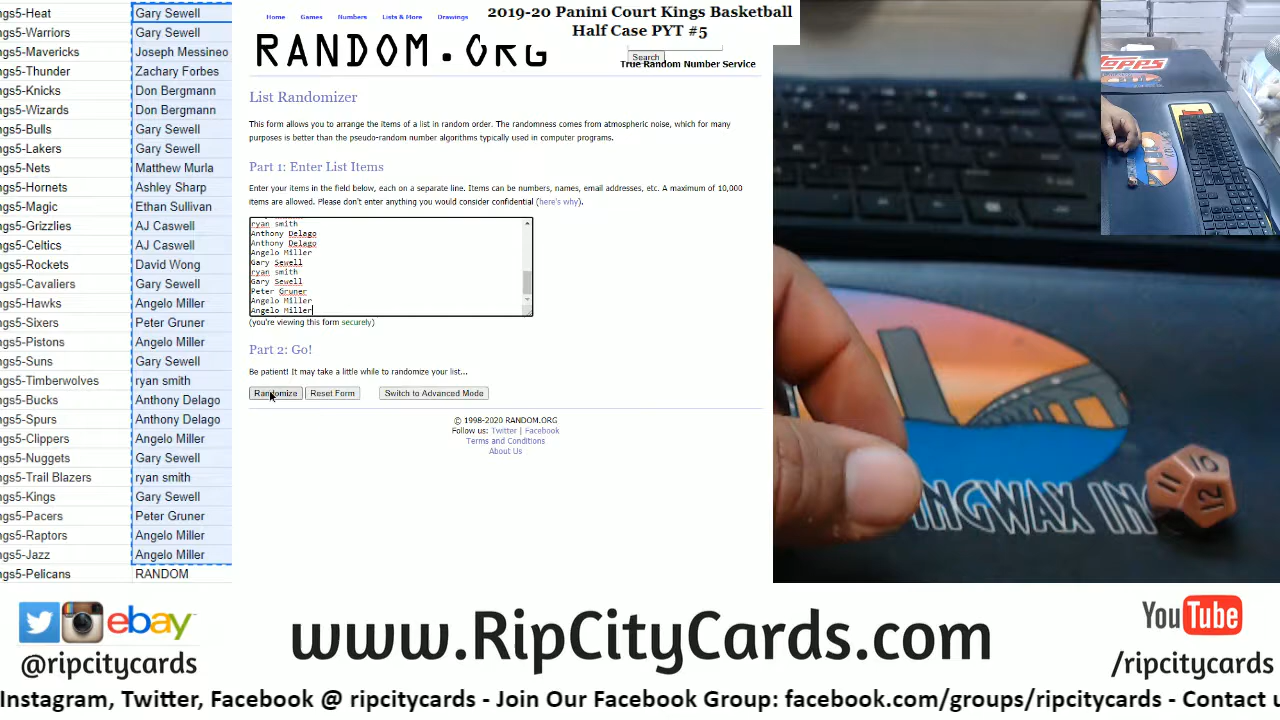 ngs5-Heat Gary Sewell
ngs5-Warriors Gary Sewell
ngs5-Mavericks Joseph Messineo
ngs5-Thunder Zachary Forbes
ngs5-Knicks Don Bergmann
ngs5-Wizards Don Bergmann
ngs5-Bulls Gary Sewell
ngs5-Lakers Gary Sewell
ngs5-Nets Matthew Murla
ngs5-Hornets Ashley Sharp
ngs5-Magic Ethan Sullivan
ngs5-Grizzlies AJ Caswell
ngs5-Celtics AJ Caswell
ngs5-Rockets David Wong
ngs5-Cavaliers Gary Sewell
ngs5-Hawks Angelo Miller
ngs5-Sixers Peter Gruner
ngs5-Pistons Angelo Miller
ngs5-Suns Gary Sewell
ngs5-Timberwolves ryan smith
ngs5-Bucks Anthony Delago
ngs5-Spurs Anthony Delago
ngs5-Clippers Angelo Miller
ngs5-Nuggets Gary Sewell
ngs5-Trail Blazers ryan smith
ngs5-Kings Gary Sewell
ngs5-Pacers Peter Gruner
ngs5-Raptors Angelo Miller
ngs5-Jazz Angelo Miller
ngs5-Pelicans RANDOM
Home Games Numbers Lists & More Drawings
2019-20 Panini Court Kings Basketball
Half Case PYT #5
RANDOM.ORG
Search
True Random Number Service
List Randomizer
This form allows you to arrange the items of a list in random order. The randomness comes from atmospheric noise, which for many
purposes is better than the pseudo-random number algorithms typically used in computer programs.
Part 1: Enter List Items
Enter your items in the field below, each on a separate line. Items can be numbers, names, email addresses, etc. A maximum of 10,000
items are allowed. Please don't enter anything you would consider confidential (here's why).
ryan smith
Anthony Delago
Anthony Delago
Angelo Miller
Gary Sewell
ryan smith
Gary Sewell
Peter Gruner
Angelo Miller
Angelo Miller
(you're viewing this form securely)
Part 2: Go!
Be patient! It may take a little while to randomize your list...
Randomize Reset Form Switch to Advanced Mode
© 1998-2020 RANDOM.ORG
Follow us: Twitter | Facebook
Terms and Conditions
About Us
TOPPS
INGWAX IN
11 10 12
ebay
@ripcitycards
www.RipCityCards.com
YouTube
/ripcitycards
Instagram, Twitter, Facebook @ ripcitycards - Join Our Facebook Group: facebook.com/groups/ripcitycards - Contact u